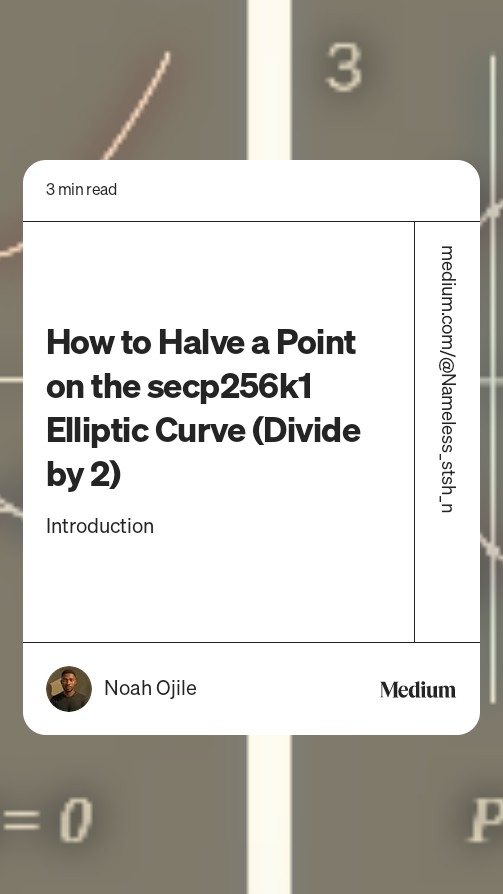 3
3 min read
How to Halve a Point
on the secp256k1
Elliptic Curve (Divide
by 2)
Introduction
medium.com/@Nameless_stsh_n
Noah Ojile
Medium
= 0
P